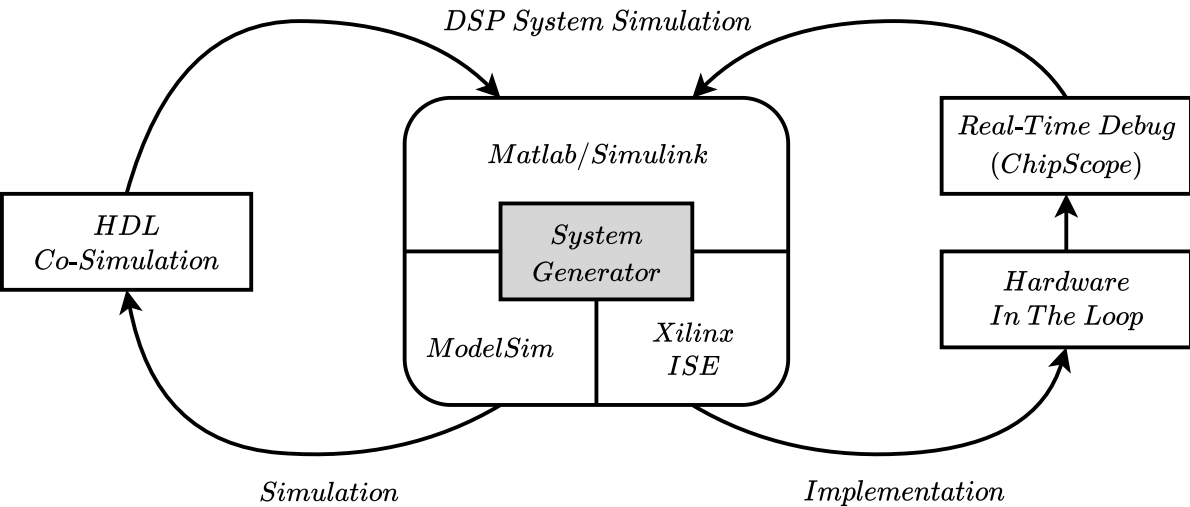 DSP System Simulation
Matlab/Simulink
System
Generator
ModelSim
Xilinx
ISE
HDL
Co-Simulation
Real-Time Debug
(ChipScope)
Hardware
In The Loop
Simulation
Implementation